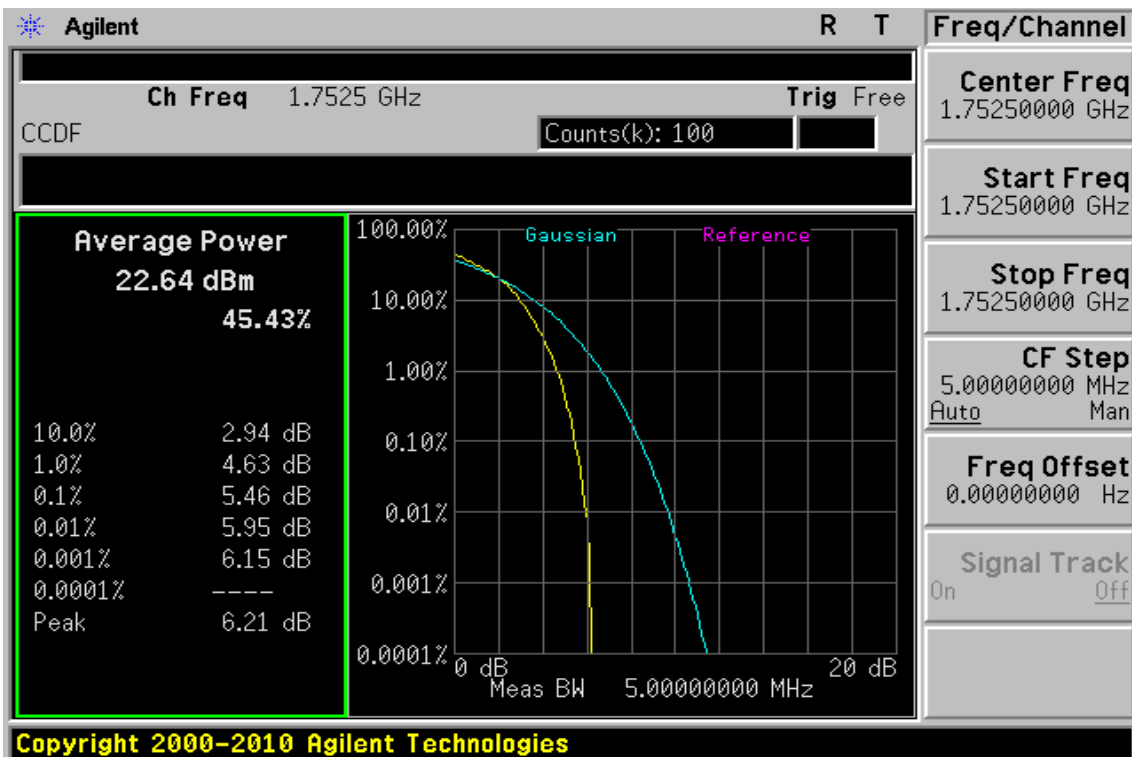 Agilent R T
Ch Freq 1.7525 GHz Trig Free
CCDF Counts(k): 100
Average Power
22.64 dBm
45.43%
10.0% 2.94 dB
1.0% 4.63 dB
0.1% 5.46 dB
0.01% 5.95 dB
0.001% 6.15 dB
0.0001% ----
Peak 6.21 dB
Gaussian Reference
100.00%
10.00%
1.00%
0.10%
0.01%
0.001%
0.0001%
0 dB 20 dB
Meas BW 5.00000000 MHz
Freq/Channel
Center Freq
1.75250000 GHz
Start Freq
1.75250000 GHz
Stop Freq
1.75250000 GHz
CF Step
5.00000000 MHz
Auto Man
Freq Offset
0.00000000 Hz
Signal Track
On Off
Copyright 2000-2010 Agilent Technologies